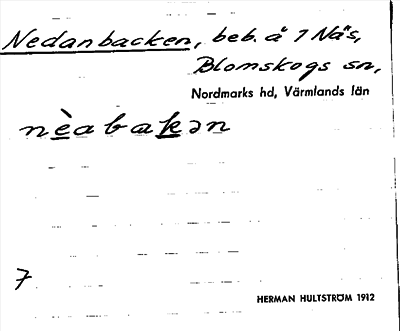 Nedanbacken, beb. å 7 Näs,
Blomskogs sn,
Nordmarks hd, Värmlands län
nèabakən
7
HERMAN HULTSTRÖM 1912